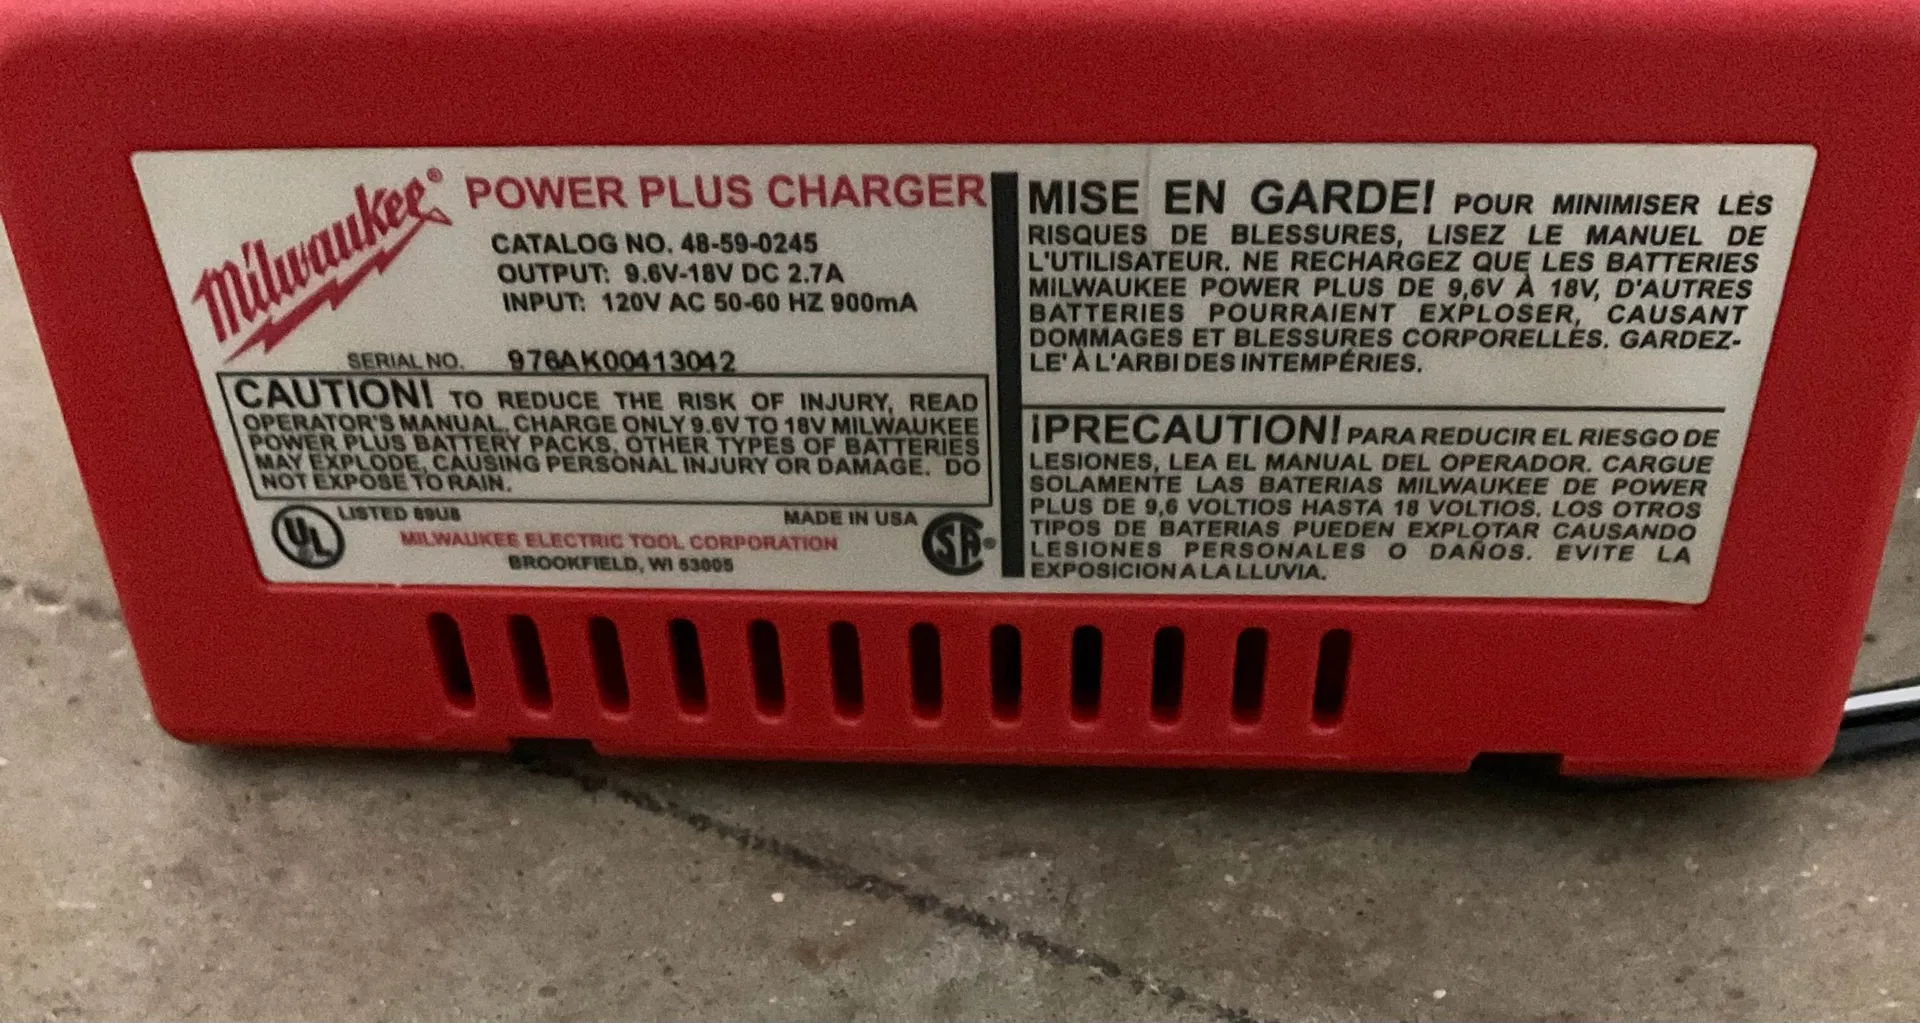 Milwaukee®
POWER PLUS CHARGER
CATALOG NO. 48-59-0245
OUTPUT: 9.6V-18V DC 2.7A
INPUT: 120V AC 50-60 HZ 900mA
SERIAL NO. 976AK00413042
CAUTION! TO REDUCE THE RISK OF INJURY, READ
OPERATOR'S MANUAL. CHARGE ONLY 9.6V TO 18V MILWAUKEE
POWER PLUS BATTERY PACKS. OTHER TYPES OF BATTERIES
MAY EXPLODE, CAUSING PERSONAL INJURY OR DAMAGE. DO
NOT EXPOSE TO RAIN.
UL LISTED 89U8
MADE IN USA
MILWAUKEE ELECTRIC TOOL CORPORATION
BROOKFIELD, WI 53005
SA®
MISE EN GARDE! POUR MINIMISER LES
RISQUES DE BLESSURES, LISEZ LE MANUEL DE
L'UTILISATEUR. NE RECHARGEZ QUE LES BATTERIES
MILWAUKEE POWER PLUS DE 9,6V À 18V, D'AUTRES
BATTERIES POURRAIENT EXPLOSER, CAUSANT
DOMMAGES ET BLESSURES CORPORELLES. GARDEZ-
LE' À L'ARBI DES INTEMPÉRIES.
¡PRECAUTION! PARA REDUCIR EL RIESGO DE
LESIONES, LEA EL MANUAL DEL OPERADOR. CARGUE
SOLAMENTE LAS BATERIAS MILWAUKEE DE POWER
PLUS DE 9,6 VOLTIOS HASTA 18 VOLTIOS. LOS OTROS
TIPOS DE BATERIAS PUEDEN EXPLOTAR CAUSANDO
LESIONES PERSONALES O DAÑOS. EVITE LA
EXPOSICION A LA LLUVIA.